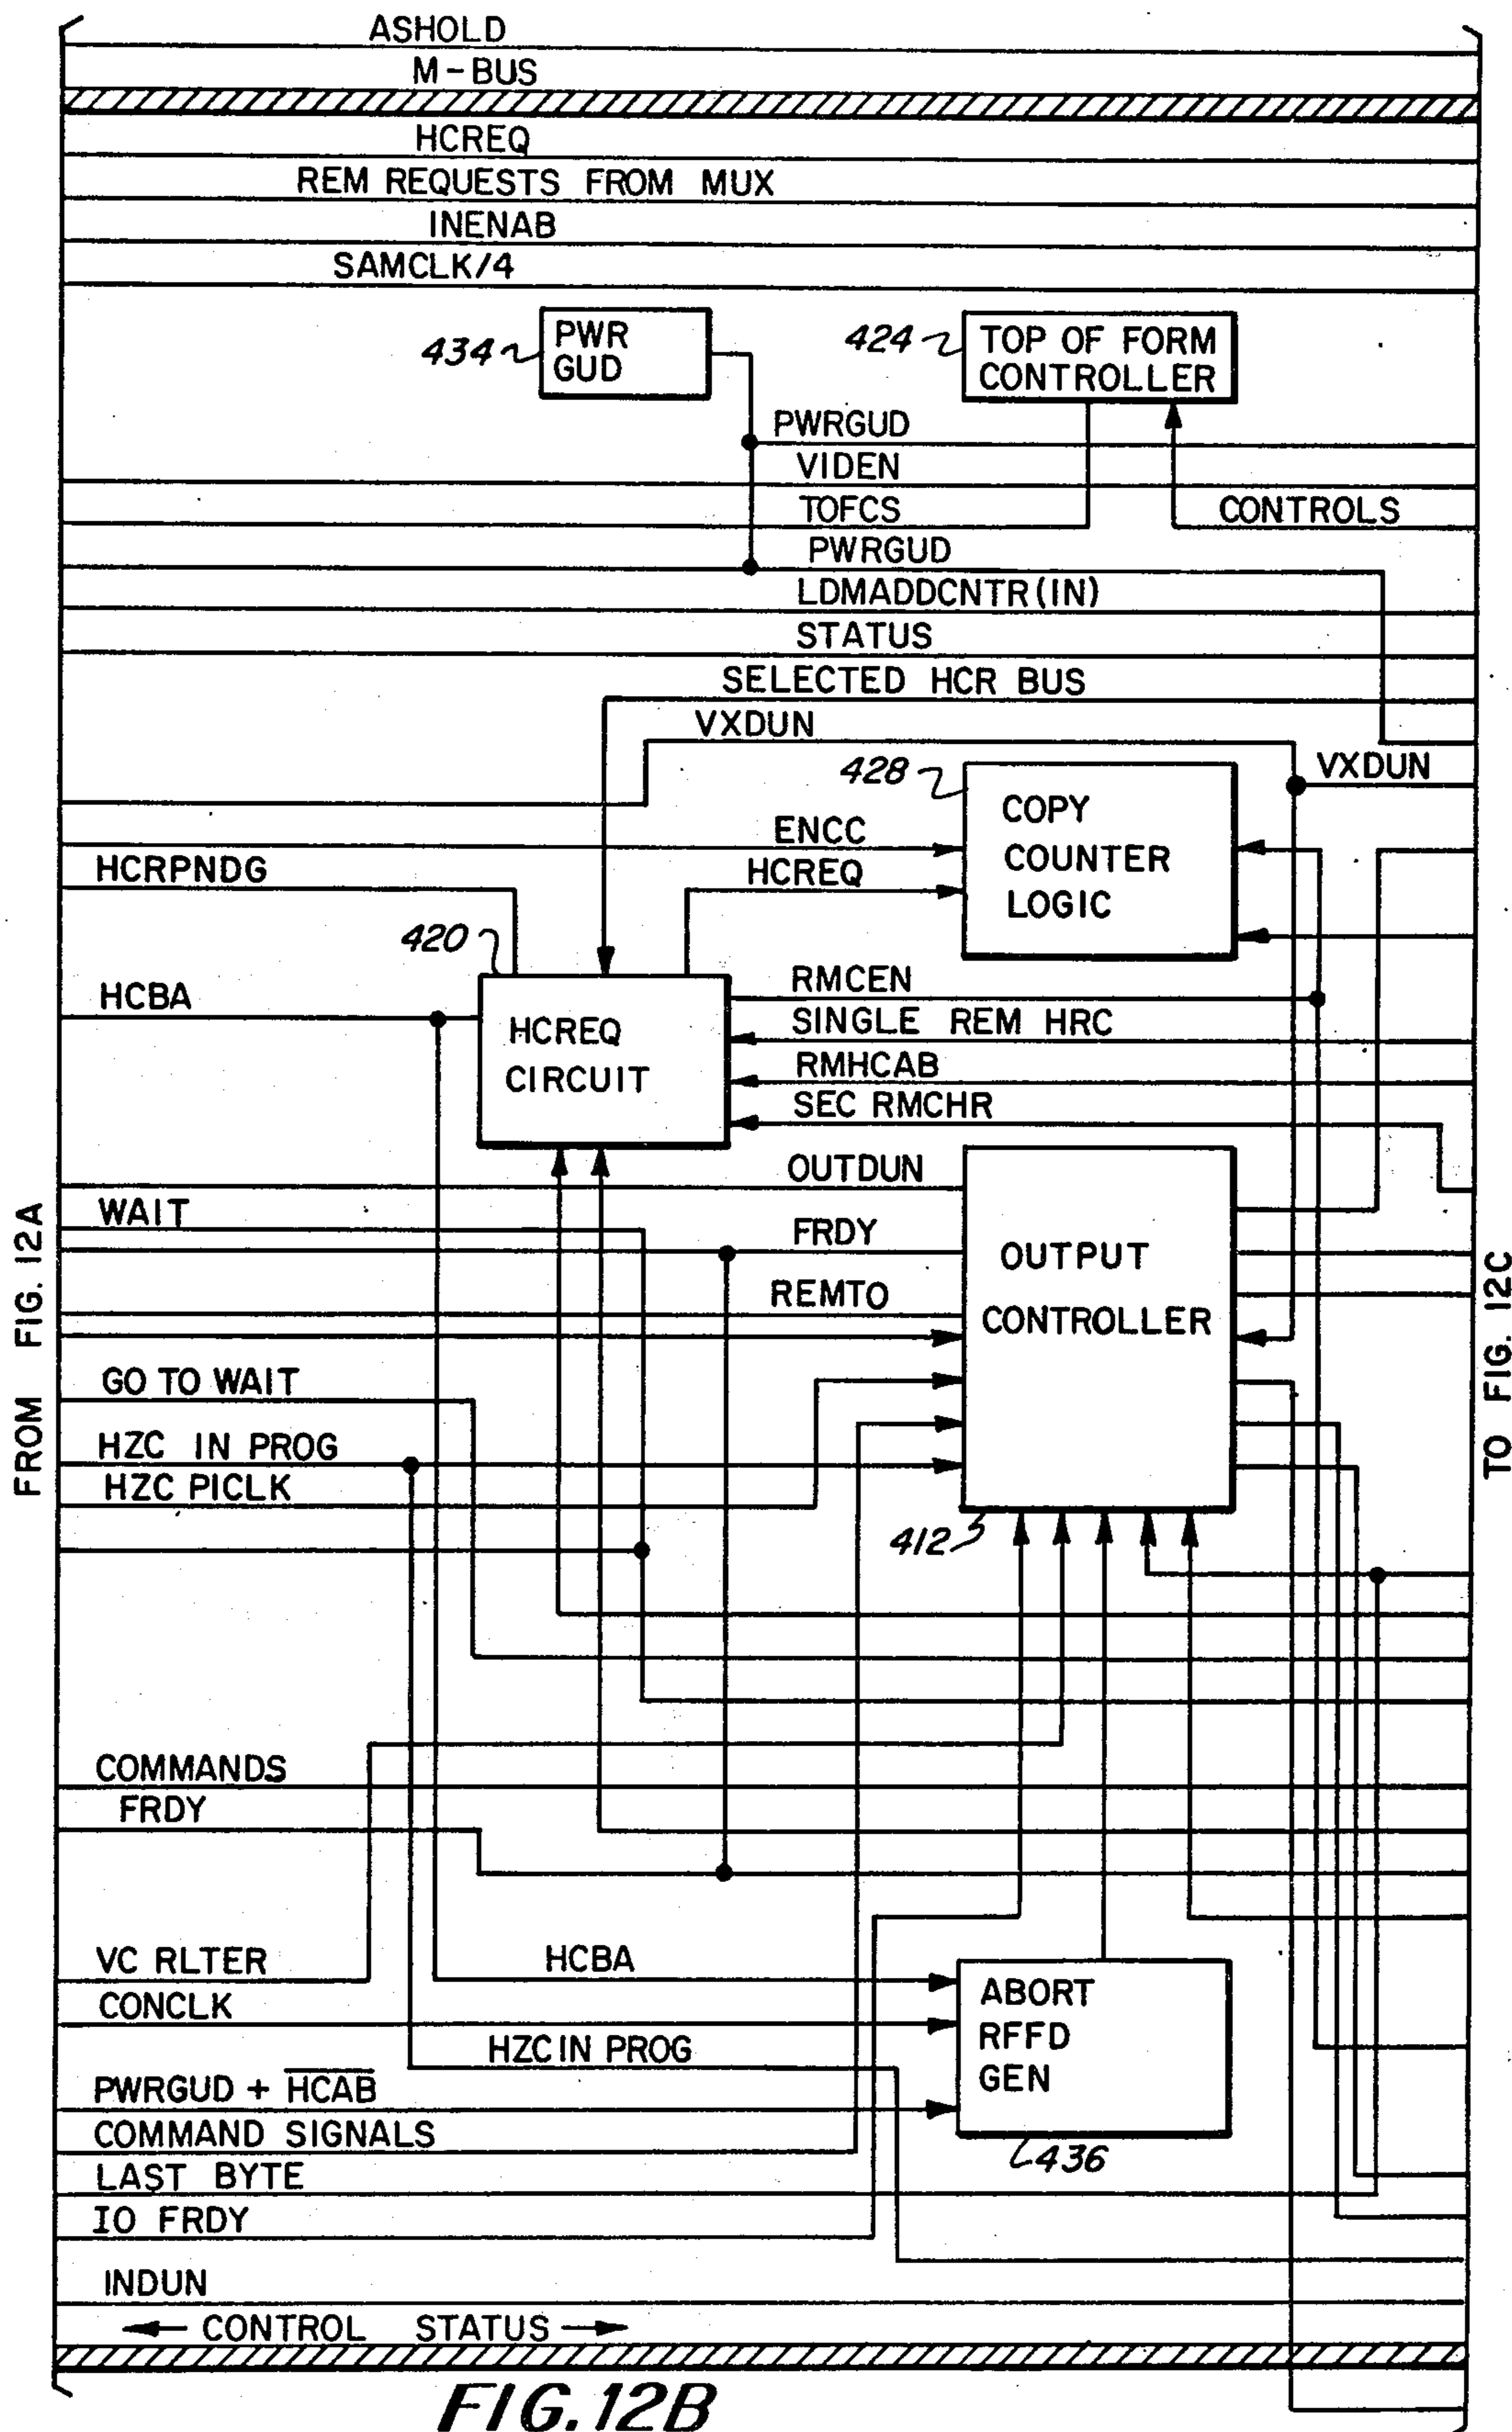 ASHOLD
M-BUS
HCREQ
REM REQUESTS FROM MUX
INENAB
SAMCLK/4
434
PWR
GUD
424
TOP OF FORM
CONTROLLER
PWRGUD
VIDEN
TOFCS
CONTROLS
PWRGUD
LDMADDCNTR(IN)
STATUS
SELECTED HCR BUS
VXDUN
VXDUN
428
COPY
COUNTER
LOGIC
ENCC
HCRPNDG
HCREQ
420
HCBA
HCREQ
CIRCUIT
RMCEN
SINGLE REM HRC
RMHCAB
SEC RMCHR
OUTDUN
WAIT
FRDY
OUTPUT
CONTROLLER
REMTO
GO TO WAIT
HZC IN PROG
HZC PICLK
412
FROM FIG. 12A
TO FIG. 12C
COMMANDS
FRDY
VC RLTER
HCBA
CONCLK
ABORT
RFFD
GEN
HZC IN PROG
PWRGUD + H̅C̅A̅B̅
COMMAND SIGNALS
436
LAST BYTE
IO FRDY
INDUN
← CONTROL STATUS →
FIG. 12B